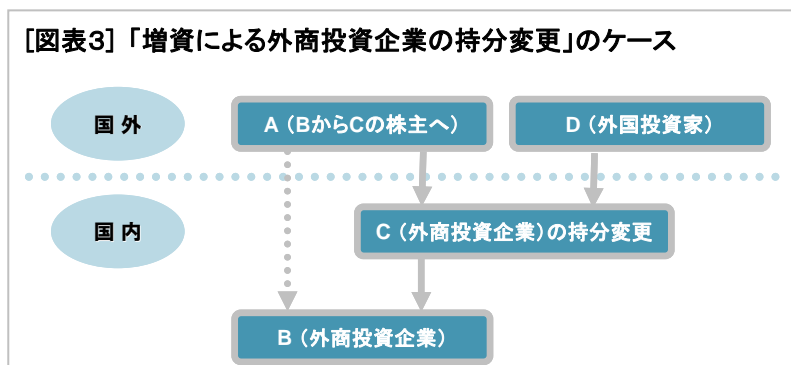 [図表3] 「増資による外商投資企業の持分変更」のケース
国 外
A (BからCの株主へ)
D (外国投資家)
国 内
C (外商投資企業)の持分変更
B (外商投資企業)